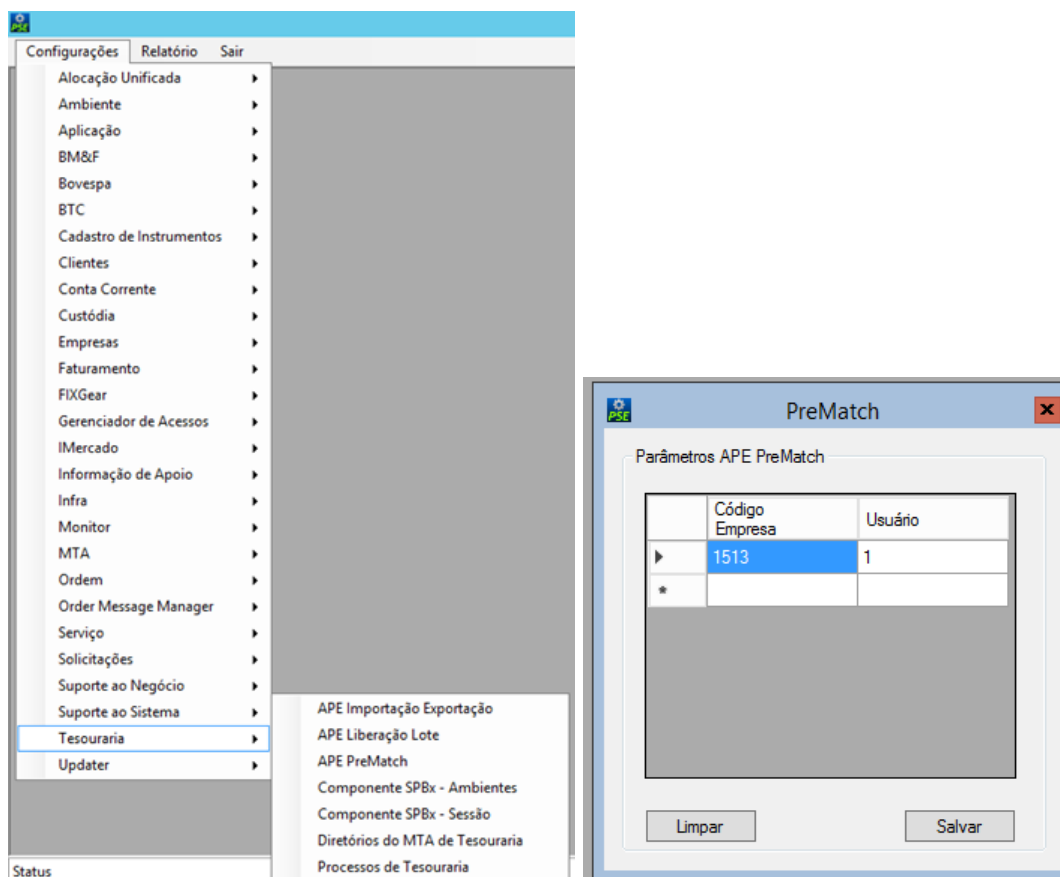 PSE
Configurações Relatório Sair
Alocação Unificada
Ambiente
Aplicação
BM&F
Bovespa
BTC
Cadastro de Instrumentos
Clientes
Conta Corrente
Custódia
Empresas
Faturamento
FIXGear
Gerenciador de Acessos
IMercado
Informação de Apoio
Infra
Monitor
MTA
Ordem
Order Message Manager
Serviço
Solicitações
Suporte ao Negócio
Suporte ao Sistema
Tesouraria
Updater
APE Importação Exportação
APE Liberação Lote
APE PreMatch
Componente SPBx - Ambientes
Componente SPBx - Sessão
Diretórios do MTA de Tesouraria
Processos de Tesouraria
Status
PSE PreMatch
Parâmetros APE PreMatch
Código
Empresa
Usuário
1513 1
*
Limpar Salvar